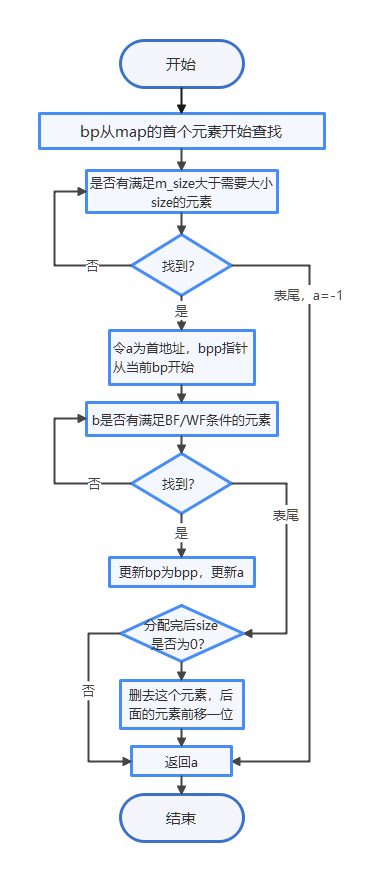 开始
bp从map的首个元素开始查找
是否有满足m_size大于需要大小
size的元素
找到?
否
表尾，a=-1
是
令a为首地址，bpp指针
从当前bp开始
b是否有满足BF/WF条件的元素
找到?
否
表尾
是
更新bp为bpp，更新a
分配完后size
是否为0?
否
删去这个元素，后
面的元素前移一位
返回a
结束